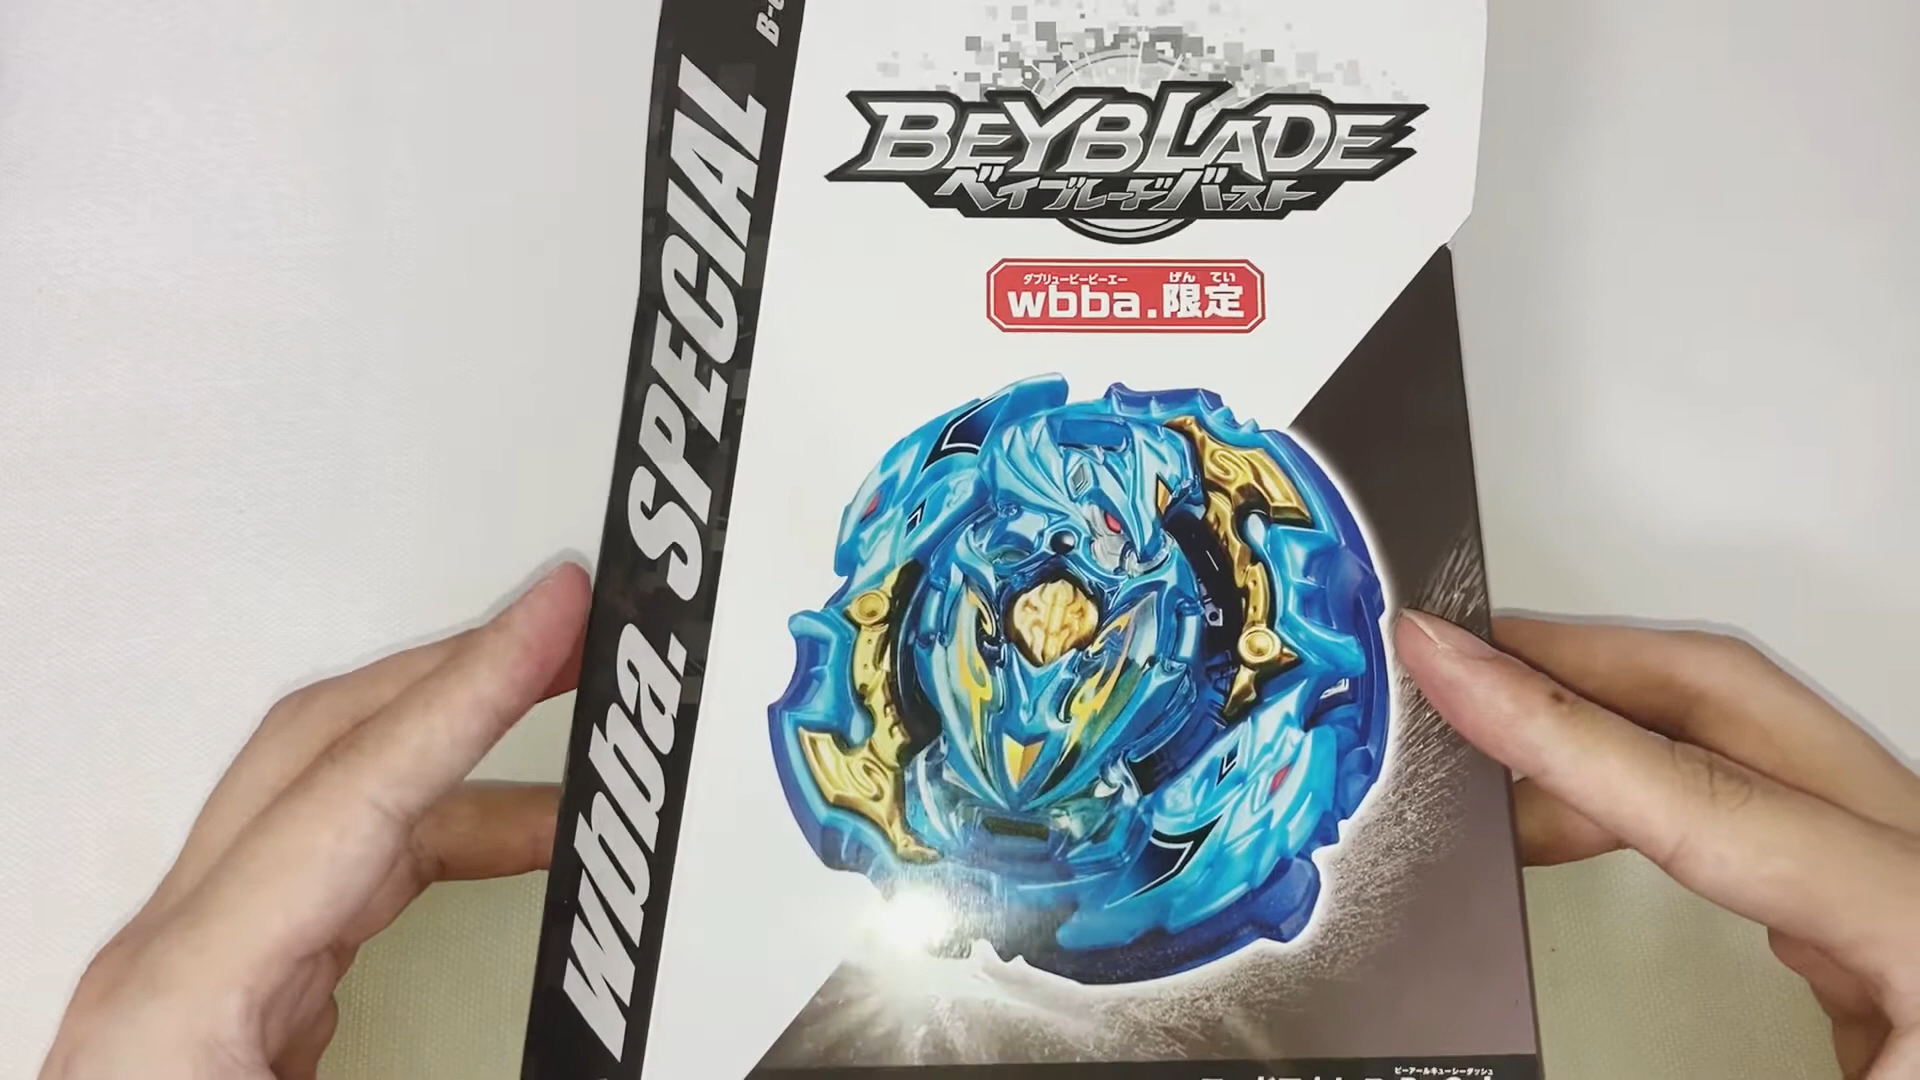 wbba. SPECIAL
BEYBLADE
ベイブレードバースト
ダブリュービービーエー げん てい
wbba.限定
ビーアールキューシーダッシュ